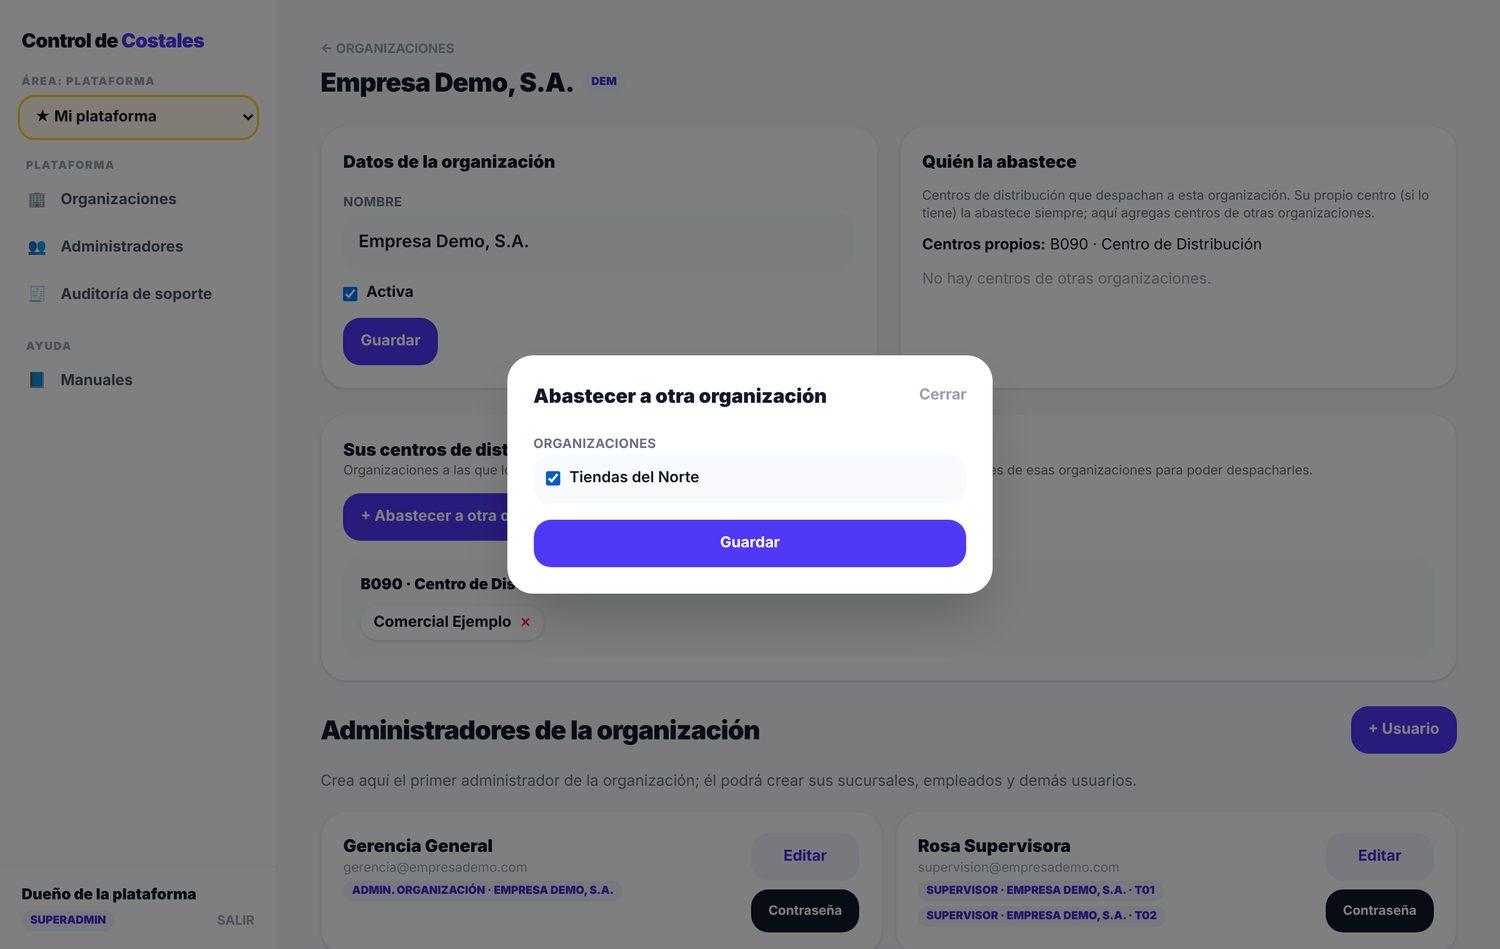 Control de Costales
ÁREA: PLATAFORMA
★ Mi plataforma
PLATAFORMA
Organizaciones
Administradores
Auditoría de soporte
AYUDA
Manuales
Dueño de la plataforma
SUPERADMIN
SALIR
← ORGANIZACIONES
Empresa Demo, S.A. DEM
Datos de la organización
NOMBRE
Empresa Demo, S.A.
Activa
Guardar
Quién la abastece
Centros de distribución que despachan a esta organización. Su propio centro (si lo
tiene) la abastece siempre; aquí agregas centros de otras organizaciones.
Centros propios: B090 · Centro de Distribución
No hay centros de otras organizaciones.
Abastecer a otra organización
Cerrar
ORGANIZACIONES
Tiendas del Norte
Guardar
Sus centros de dist
Organizaciones a las que l es de esas organizaciones para poder despacharles.
+ Abastecer a otra o
B090 · Centro de Dis
Comercial Ejemplo ×
Administradores de la organización
+ Usuario
Crea aquí el primer administrador de la organización; él podrá crear sus sucursales, empleados y demás usuarios.
Gerencia General
gerencia@empresademo.com
ADMIN. ORGANIZACIÓN · EMPRESA DEMO, S.A.
Editar
Contraseña
Rosa Supervisora
supervision@empresademo.com
SUPERVISOR · EMPRESA DEMO, S.A. · T01
SUPERVISOR · EMPRESA DEMO, S.A. · T02
Editar
Contraseña